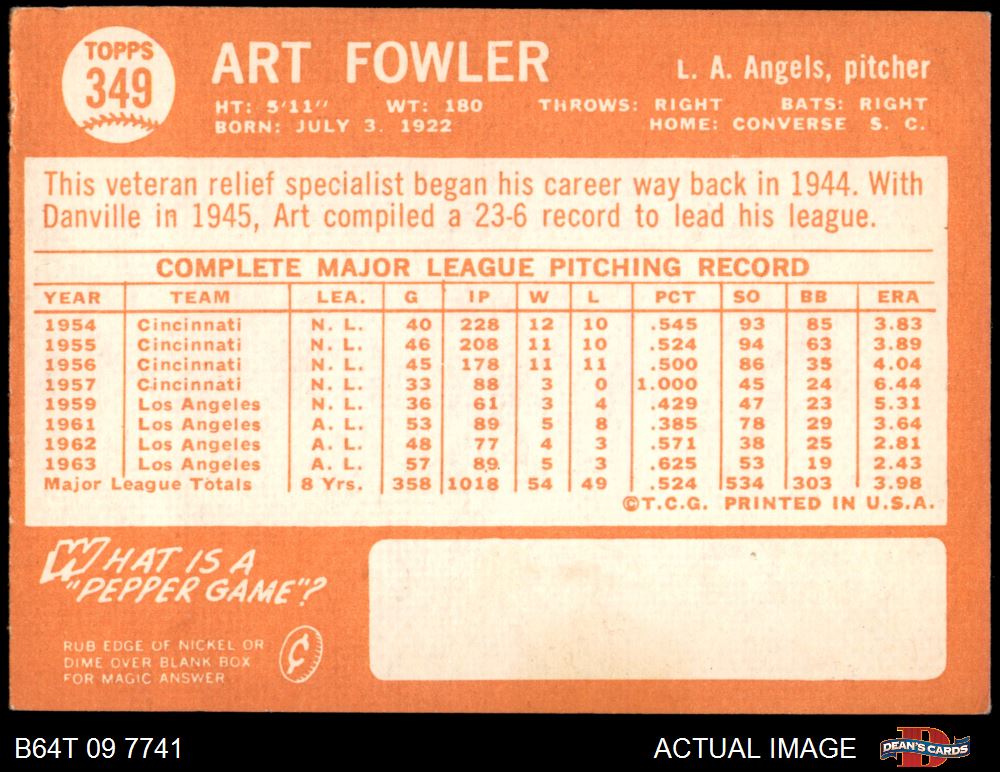 TOPPS
349
ART FOWLER
L. A. Angels, pitcher
HT: 5'11" WT: 180 THROWS: RIGHT BATS: RIGHT
BORN: JULY 3. 1922 HOME: CONVERSE S. C.
This veteran relief specialist began his career way back in 1944. With
Danville in 1945, Art compiled a 23-6 record to lead his league.
COMPLETE MAJOR LEAGUE PITCHING RECORD
YEAR TEAM LEA. G IP W L PCT SO BB ERA
1954 Cincinnati N. L. 40 228 12 10 .545 93 85 3.83
1955 Cincinnati N. L. 46 208 11 10 .524 94 63 3.89
1956 Cincinnati N. L. 45 178 11 11 .500 86 35 4.04
1957 Cincinnati N. L. 33 88 3 0 1.000 45 24 6.44
1959 Los Angeles N. L. 36 61 3 4 .429 47 23 5.31
1961 Los Angeles A. L. 53 89 5 8 .385 78 29 3.64
1962 Los Angeles A. L. 48 77 4 3 .571 38 25 2.81
1963 Los Angeles A. L. 57 89 5 3 .625 53 19 2.43
Major League Totals 8 Yrs. 358 1018 54 49 .524 534 303 3.98
©T.C.G. PRINTED IN U.S.A.
WHAT IS A
"PEPPER GAME"?
RUB EDGE OF NICKEL OR
DIME OVER BLANK BOX
FOR MAGIC ANSWER
¢
B64T 09 7741 ACTUAL IMAGE
D
DEAN'S CARDS